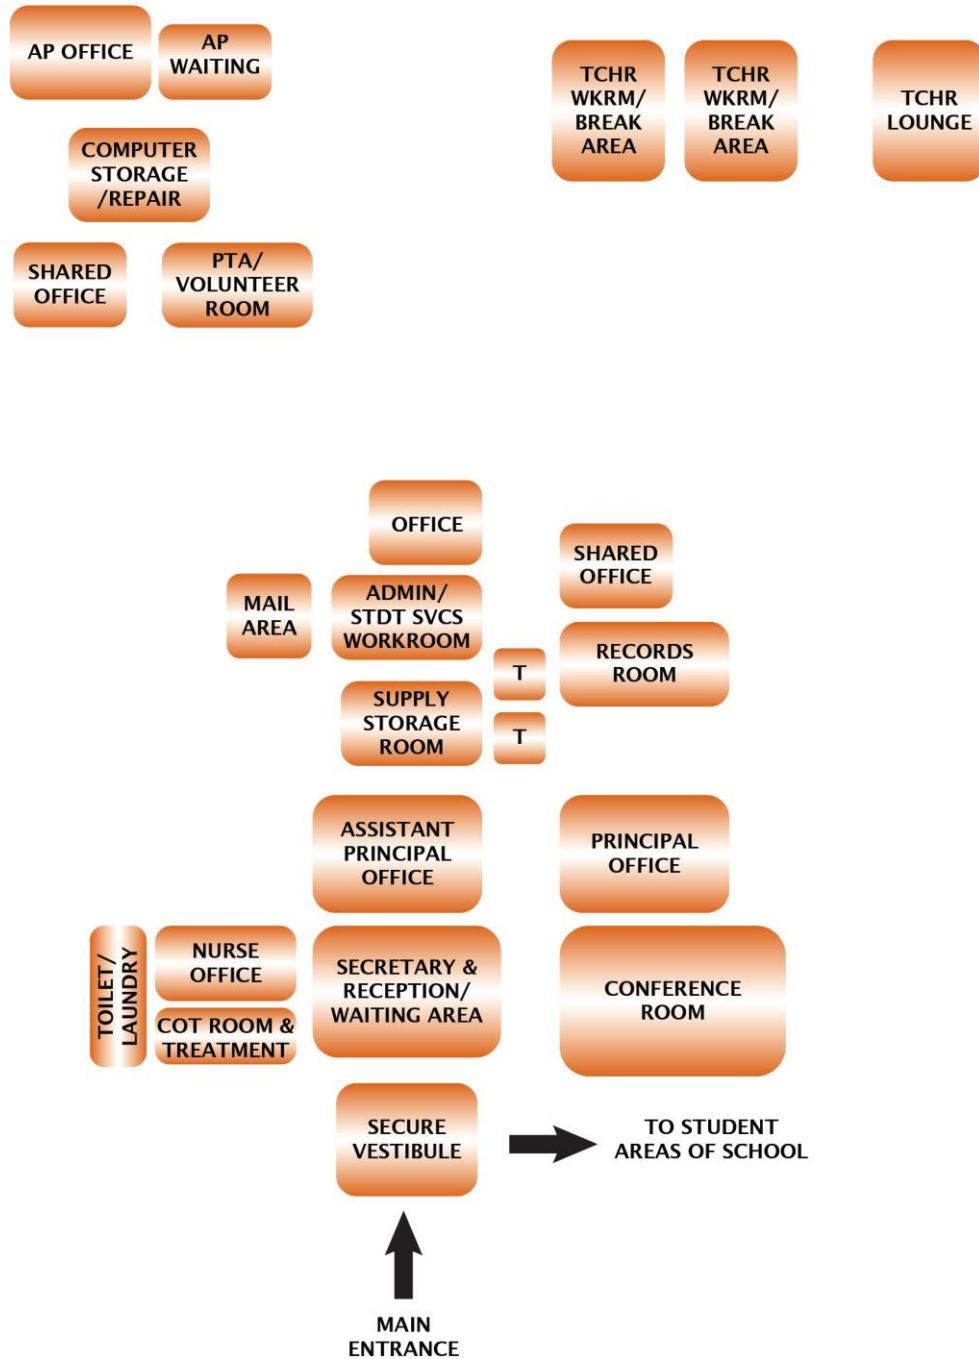 AP OFFICE
AP
WAITING
TCHR
WKRM/
BREAK
AREA
TCHR
WKRM/
BREAK
AREA
TCHR
LOUNGE
COMPUTER
STORAGE
/REPAIR
SHARED
OFFICE
PTA/
VOLUNTEER
ROOM
OFFICE
SHARED
OFFICE
MAIL
AREA
ADMIN/
STDT SVCS
WORKROOM
T
RECORDS
ROOM
SUPPLY
STORAGE
ROOM
T
ASSISTANT
PRINCIPAL
OFFICE
PRINCIPAL
OFFICE
TOILET/
LAUNDRY
NURSE
OFFICE
COT ROOM &
TREATMENT
SECRETARY &
RECEPTION/
WAITING AREA
CONFERENCE
ROOM
SECURE
VESTIBULE
TO STUDENT
AREAS OF SCHOOL
MAIN
ENTRANCE